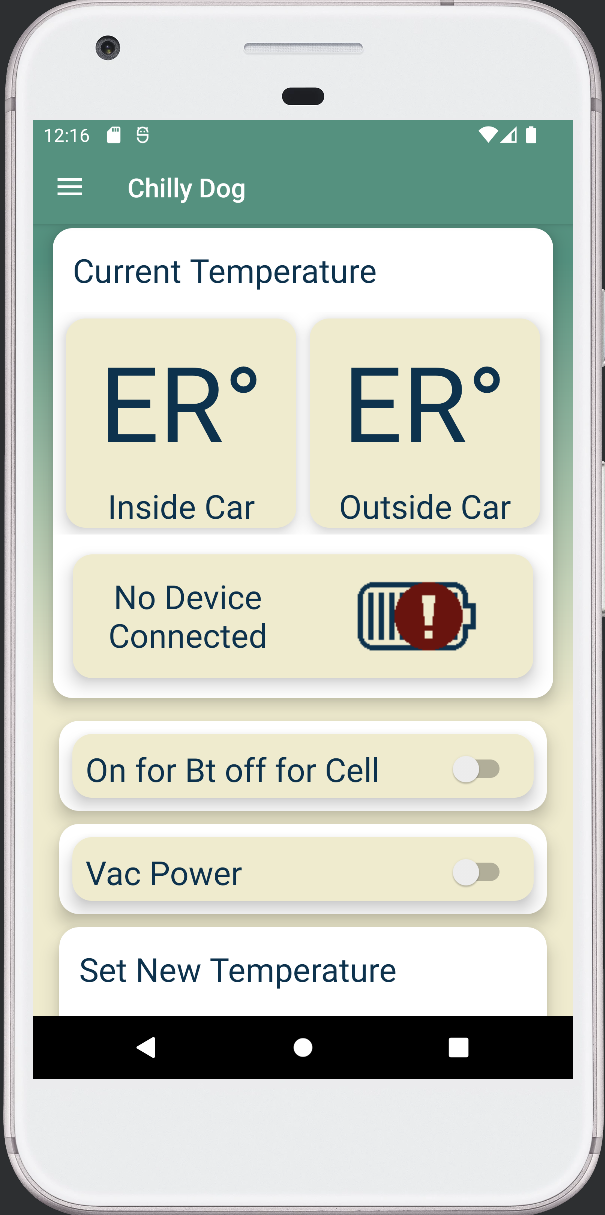 12:16
Chilly Dog
Current Temperature
ER° ER°
Inside Car Outside Car
No Device
Connected
!
On for Bt off for Cell
Vac Power
Set New Temperature